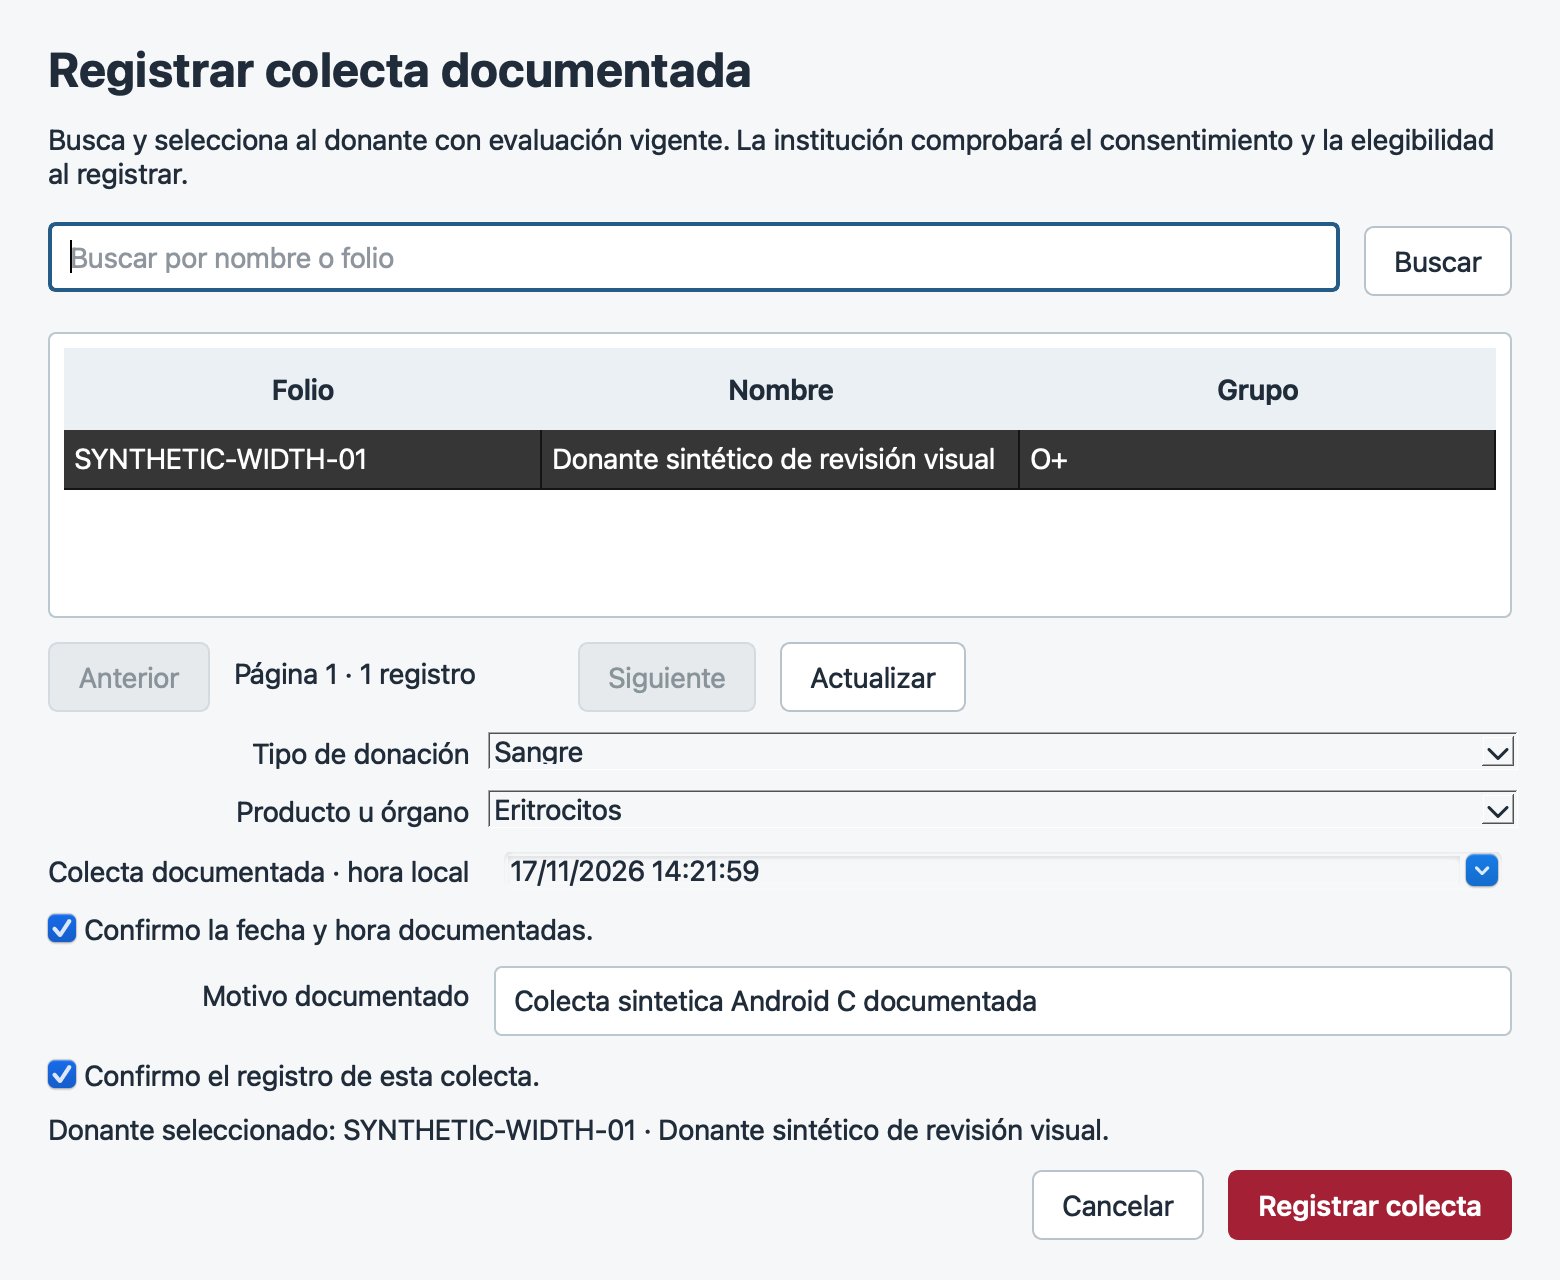 Registrar colecta documentada
Busca y selecciona al donante con evaluación vigente. La institución comprobará el consentimiento y la elegibilidad
al registrar.
Buscar por nombre o folio
Buscar
Folio Nombre Grupo
SYNTHETIC-WIDTH-01 Donante sintético de revisión visual O+
Anterior Página 1 · 1 registro Siguiente Actualizar
Tipo de donación Sangre
Producto u órgano Eritrocitos
Colecta documentada · hora local 17/11/2026 14:21:59
Confirmo la fecha y hora documentadas.
Motivo documentado Colecta sintetica Android C documentada
Confirmo el registro de esta colecta.
Donante seleccionado: SYNTHETIC-WIDTH-01 · Donante sintético de revisión visual.
Cancelar Registrar colecta